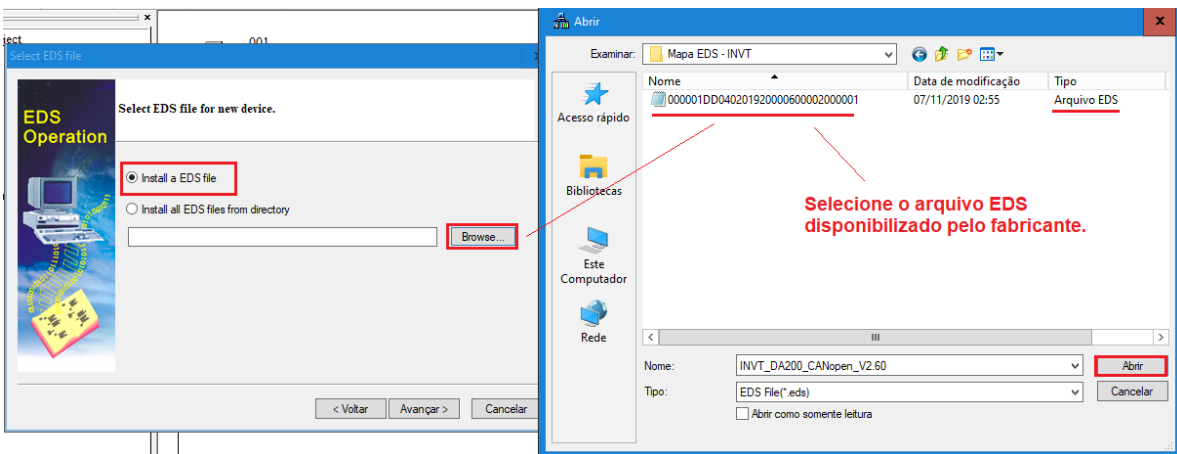 ject
001
Select EDS file
EDS
Operation
Select EDS file for new device.
Install a EDS file
Install all EDS files from directory
Browse...
< Voltar
Avançar >
Cancelar
Abrir
Examinar:
Mapa EDS - INVT
Acesso rápido
Bibliotecas
Este
Computador
Rede
Nome
Data de modificação
Tipo
000001DD040201920000600002000001
07/11/2019 02:55
Arquivo EDS
Selecione o arquivo EDS
disponibilizado pelo fabricante.
Nome:
INVT_DA200_CANopen_V2.60
Abrir
Tipo:
EDS File(*.eds)
Cancelar
Abrir como somente leitura